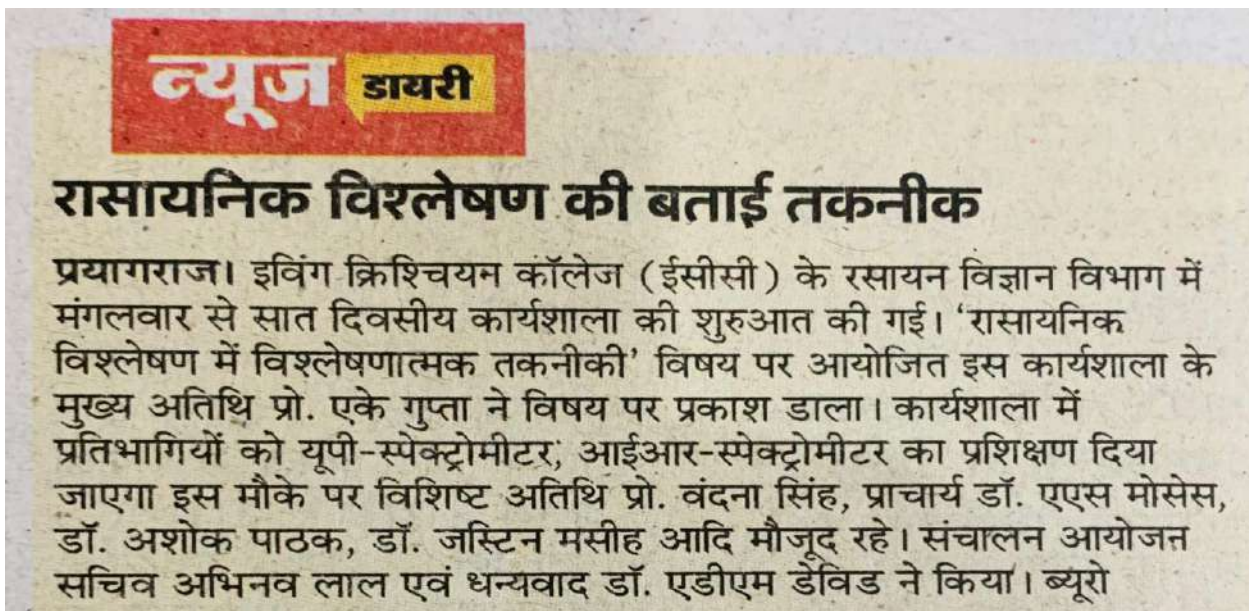 न्यूज डायरी
रासायनिक विश्लेषण की बताई तकनीक
प्रयागराज। इविंग क्रिश्चियन कॉलेज (ईसीसी) के रसायन विज्ञान विभाग में
मंगलवार से सात दिवसीय कार्यशाला की शुरुआत की गई। ‘रासायनिक
विश्लेषण में विश्लेषणात्मक तकनीकी’ विषय पर आयोजित इस कार्यशाला के
मुख्य अतिथि प्रो. एके गुप्ता ने विषय पर प्रकाश डाला। कार्यशाला में
प्रतिभागियों को यूपी-स्पेक्ट्रोमीटर, आईआर-स्पेक्ट्रोमीटर का प्रशिक्षण दिया
जाएगा इस मौके पर विशिष्ट अतिथि प्रो. वंदना सिंह, प्राचार्य डॉ. एएस मोसेस,
डॉ. अशोक पाठक, डॉ. जस्टिन मसीह आदि मौजूद रहे। संचालन आयोजन
सचिव अभिनव लाल एवं धन्यवाद डॉ. एडीएम डेविड ने किया। ब्यूरो